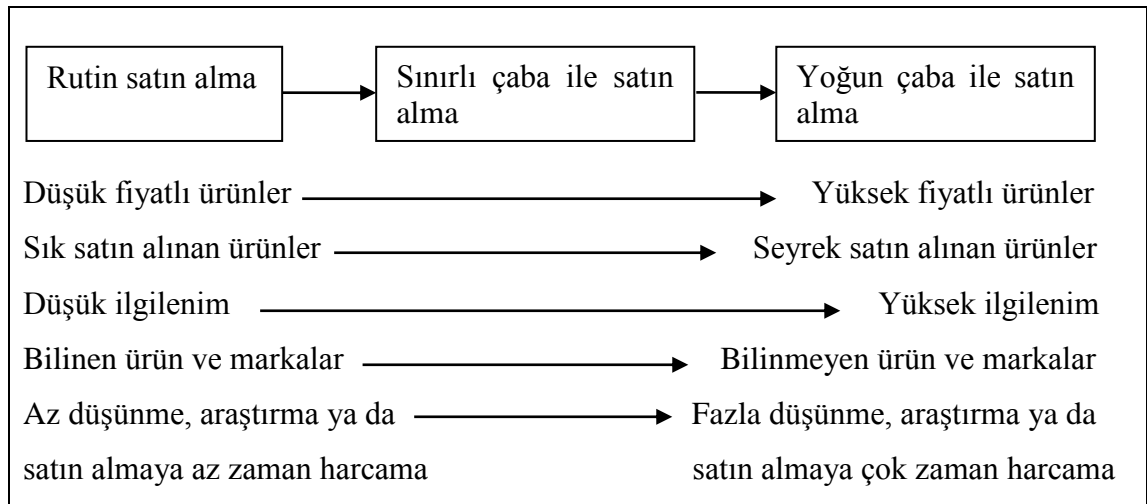 Rutin satın alma
Sınırlı çaba ile satın
alma
Yoğun çaba ile satın
alma
Düşük fiyatlı ürünler Yüksek fiyatlı ürünler
Sık satın alınan ürünler Seyrek satın alınan ürünler
Düşük ilgilenim Yüksek ilgilenim
Bilinen ürün ve markalar Bilinmeyen ürün ve markalar
Az düşünme, araştırma ya da Fazla düşünme, araştırma ya da
satın almaya az zaman harcama satın almaya çok zaman harcama